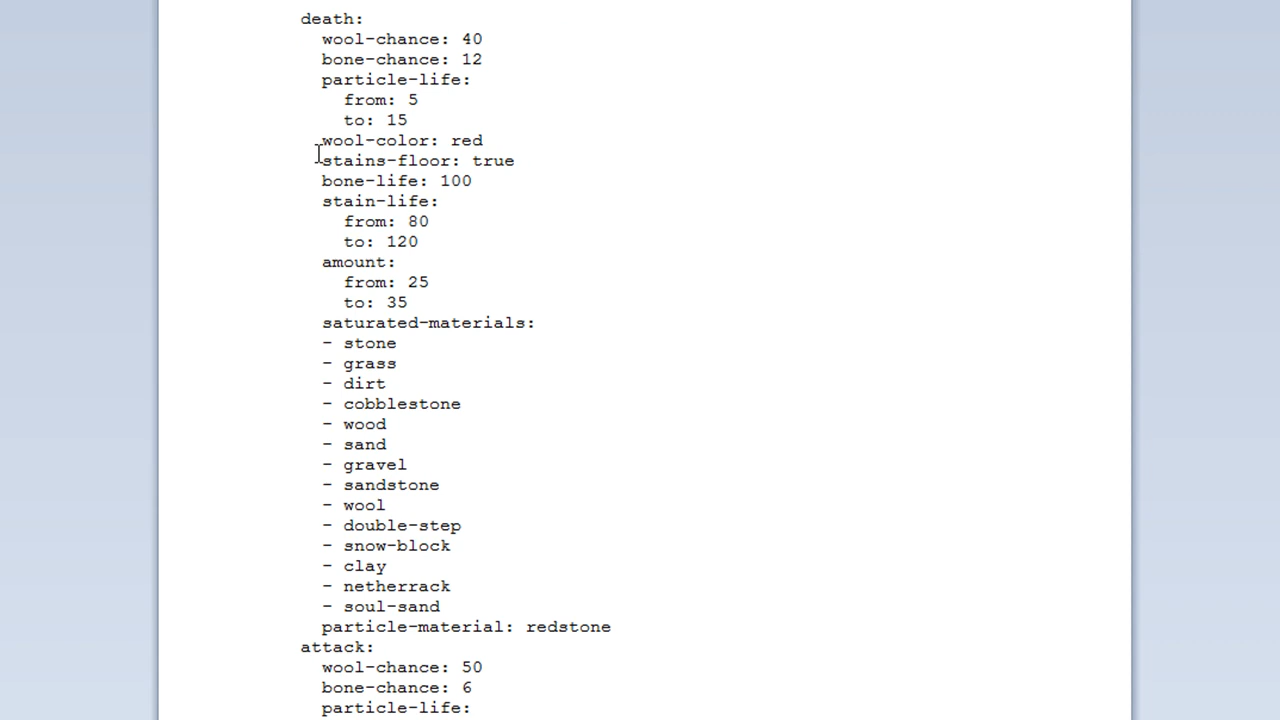 death:
  wool-chance: 40
  bone-chance: 12
  particle-life:
    from: 5
    to: 15
  wool-color: red
  stains-floor: true
  bone-life: 100
  stain-life:
    from: 80
    to: 120
  amount:
    from: 25
    to: 35
  saturated-materials:
  - stone
  - grass
  - dirt
  - cobblestone
  - wood
  - sand
  - gravel
  - sandstone
  - wool
  - double-step
  - snow-block
  - clay
  - netherrack
  - soul-sand
  particle-material: redstone
attack:
  wool-chance: 50
  bone-chance: 6
  particle-life: